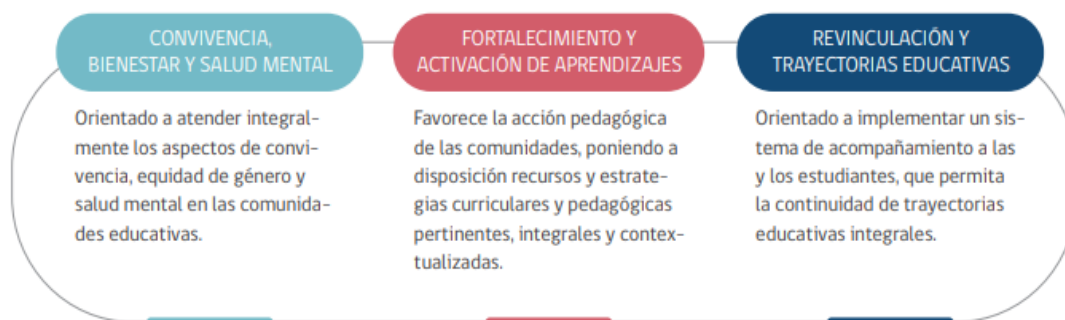 CONVIVENCIA,
BIENESTAR Y SALUD MENTAL
Orientado a atender integral-
mente los aspectos de convi-
vencia, equidad de género y
salud mental en las comunida-
des educativas.
FORTALECIMIENTO Y
ACTIVACIÓN DE APRENDIZAJES
Favorece la acción pedagógica
de las comunidades, poniendo a
disposición recursos y estrate-
gias curriculares y pedagógicas
pertinentes, integrales y contex-
tualizadas.
REVINCULACIÓN Y
TRAYECTORIAS EDUCATIVAS
Orientado a implementar un sis-
tema de acompañamiento a las
y los estudiantes, que permita
la continuidad de trayectorias
educativas integrales.